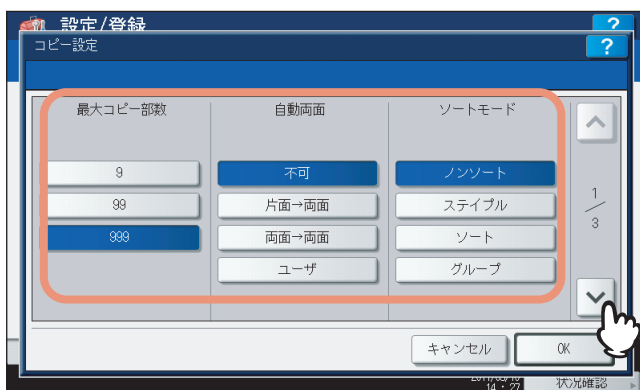 設定/登録
?
コピー設定
?
最大コピー部数 自動両面 ソートモード
9 不可 ノンソート
99 片面→両面 ステイプル
999 両面→両面 ソート
ユーザ グループ
1
/
3
キャンセル OK
14 : 27 状況確認